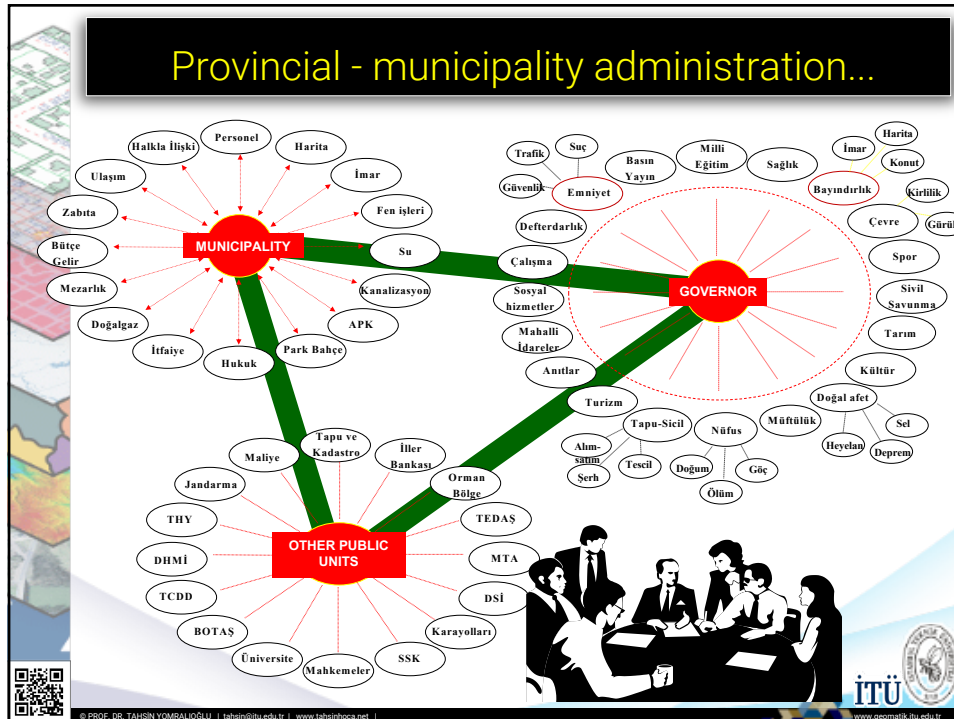 Provincial - municipality administration...
Personel
Halkla İlişki
Harita
Ulaşım
İmar
Zabıta
Fen işleri
MUNICIPALITY
Bütçe
Gelir
Su
Mezarlık
Kanalizasyon
Doğalgaz
APK
İtfaiye
Park Bahçe
Hukuk
Trafik
Suç
Güvenlik
Emniyet
Basın
Yayın
Milli
Eğitim
Sağlık
İmar
Harita
Konut
Bayındırlık
Kirlilik
Çevre
Defterdarlık
Çalışma
Spor
Sosyal
hizmetler
GOVERNOR
Sivil
Savunma
Mahalli
İdareler
Tarım
Anıtlar
Kültür
Turizm
Doğal afet
Sel
Heyelan
Deprem
Tapu-Sicil
Alım-
satım
Şerh
Tescil
Nüfus
Doğum
Ölüm
Göç
Müftülük
Tapu ve
Kadastro
İller
Bankası
Maliye
Orman
Bölge
Jandarma
THY
TEDAŞ
OTHER PUBLIC
UNITS
DHMİ
MTA
TCDD
DSİ
BOTAŞ
Karayolları
Üniversite
SSK
Mahkemeler
İTÜ
© PROF. DR. TAHSİN YOMRALIOĞLU | tahsin@itu.edu.tr | www.tahsinhoca.net |
www.geomatik.itu.edu.tr